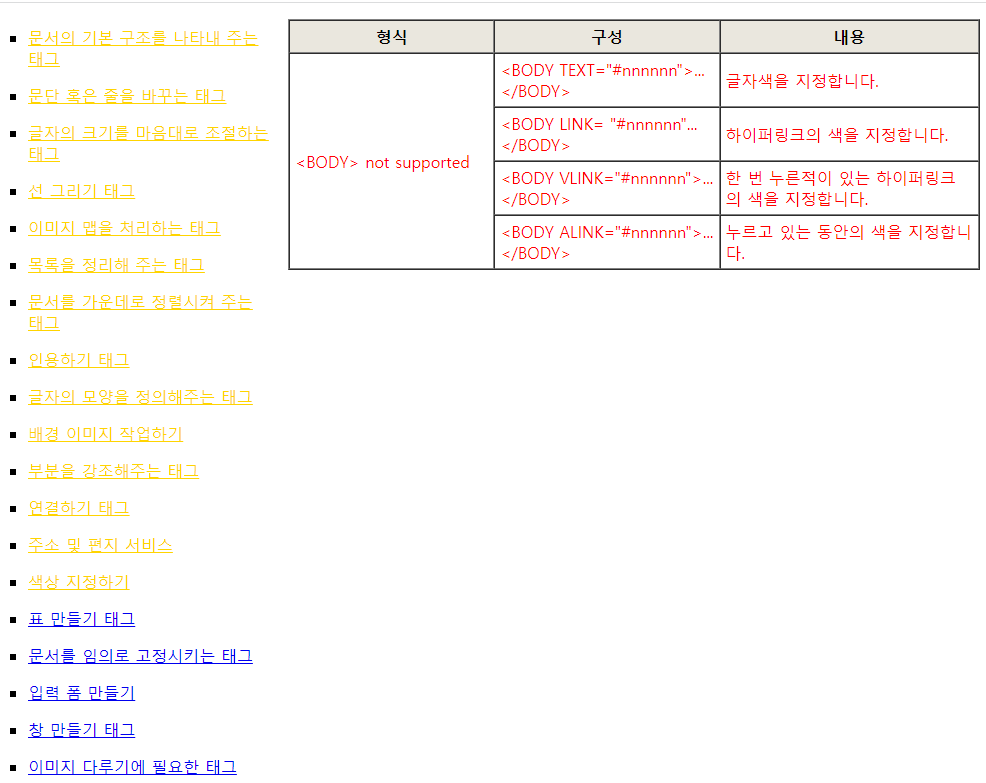 문서의 기본 구조를 나타내 주는
태그
문단 혹은 줄을 바꾸는 태그
글자의 크기를 마음대로 조절하는
태그
선 그리기 태그
이미지 맵을 처리하는 태그
목록을 정리해 주는 태그
문서를 가운데로 정렬시켜 주는
태그
인용하기 태그
글자의 모양을 정의해주는 태그
배경 이미지 작업하기
부분을 강조해주는 태그
연결하기 태그
주소 및 편지 서비스
색상 지정하기
표 만들기 태그
문서를 임의로 고정시키는 태그
입력 폼 만들기
창 만들기 태그
이미지 다루기에 필요한 태그
형식 구성 내용
<BODY> not supported
<BODY TEXT="#nnnnnn">...
</BODY>
글자색을 지정합니다.
<BODY LINK= "#nnnnnn"...
</BODY>
하이퍼링크의 색을 지정합니다.
<BODY VLINK="#nnnnnn">...
</BODY>
한 번 누른적이 있는 하이퍼링크
의 색을 지정합니다.
<BODY ALINK="#nnnnnn">...
</BODY>
누르고 있는 동안의 색을 지정합니
다.